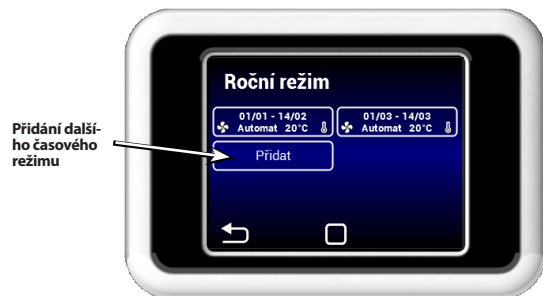 Roční režim
01/01 - 14/02
Automat 20°C
01/03 - 14/03
Automat 20°C
Přidání další-
ho časového
režimu
Přidat